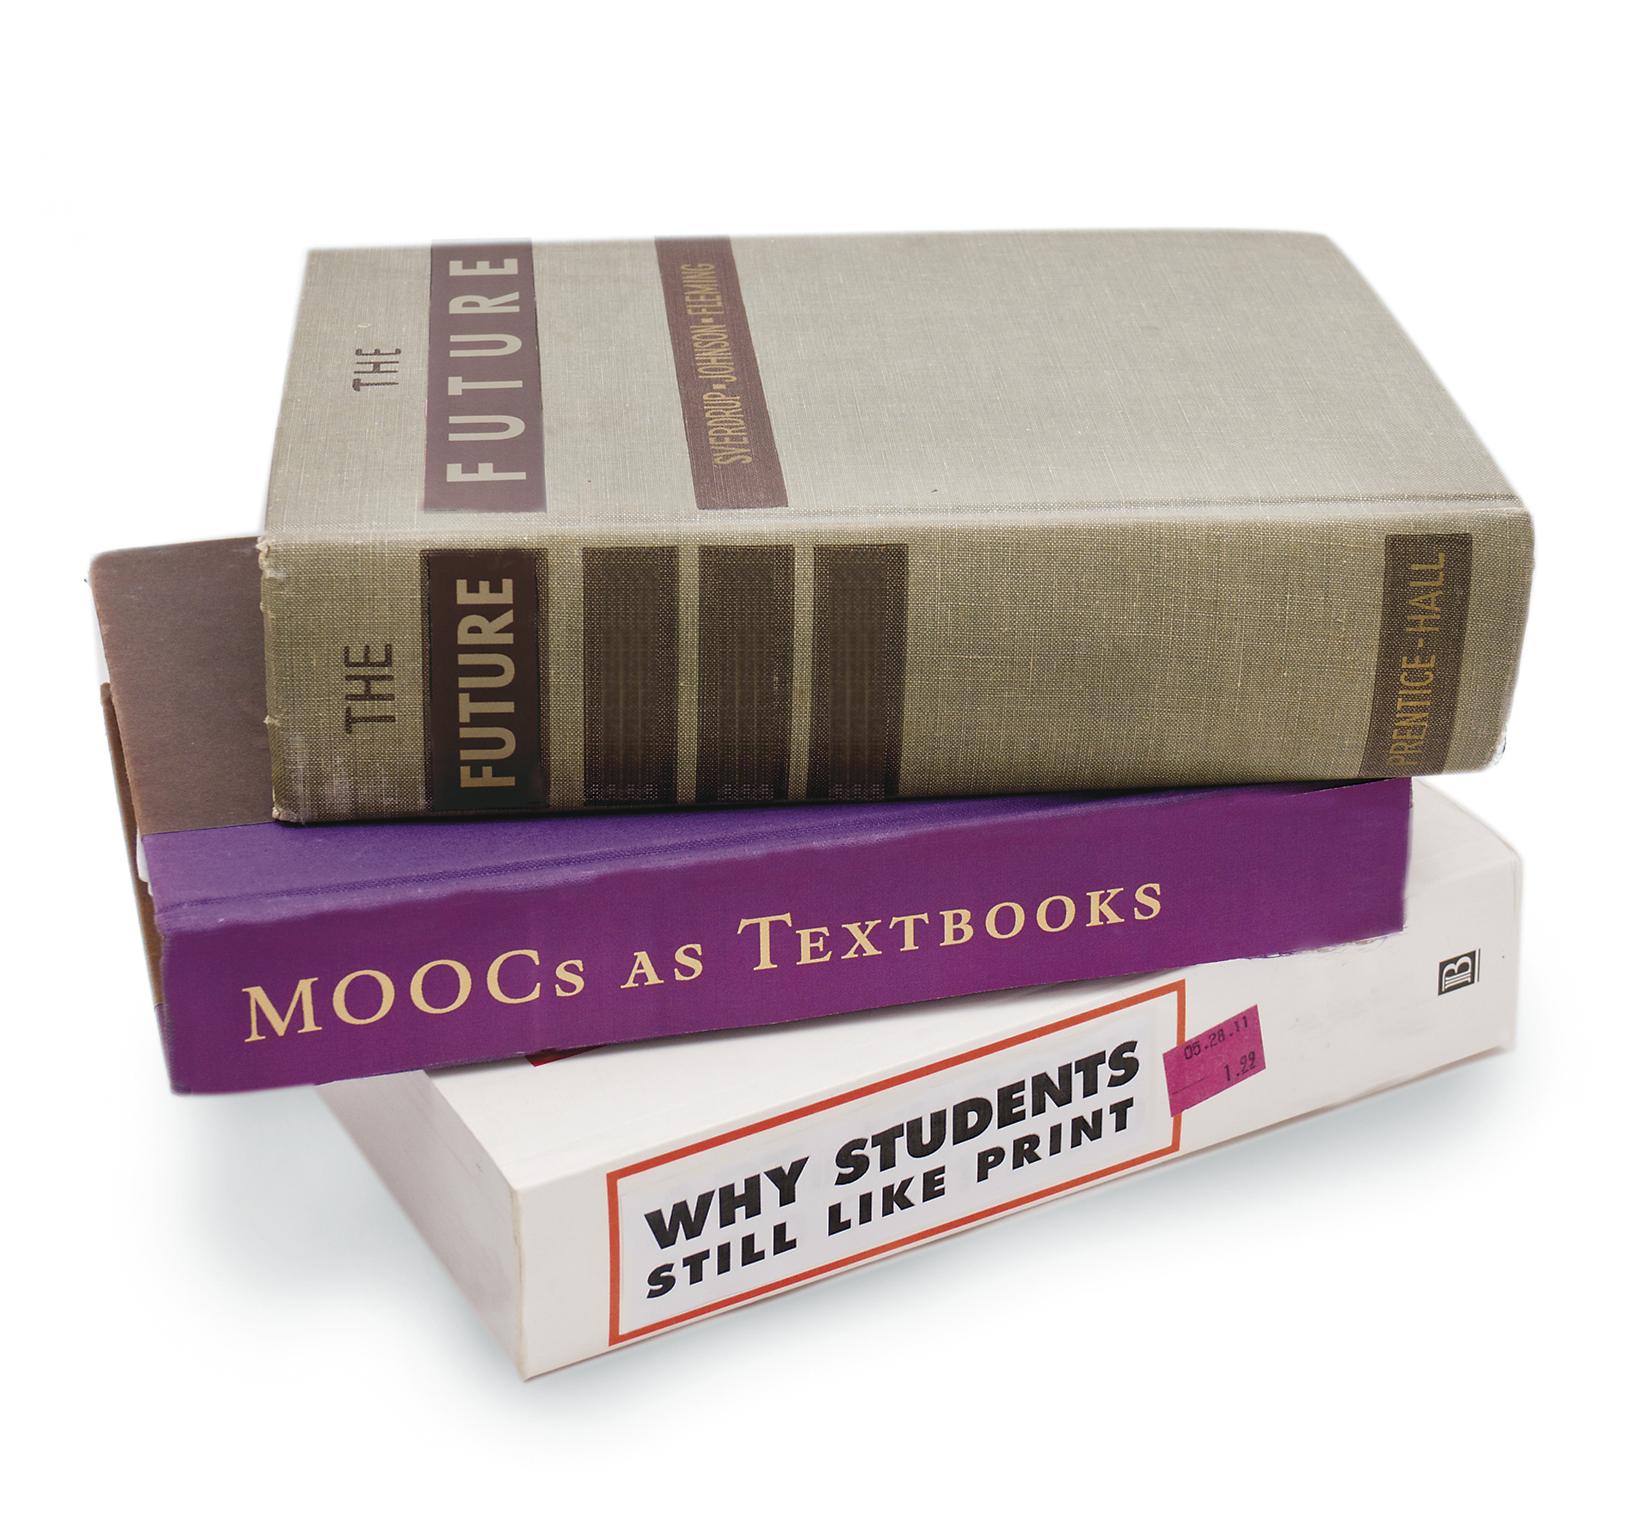 THE
FUTURE
SVERDRUP▪JOHNSON▪FLEMING
THE
FUTURE
PRENTICE-HALL
MOOCs as Textbooks
WHY STUDENTS
STILL LIKE PRINT
05.28.11
1.22
B